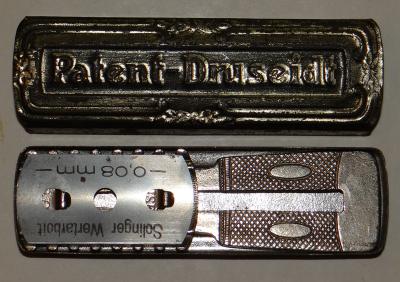 Patent-Druseidt
Solinger Wertarbeit
—0,08 mm—